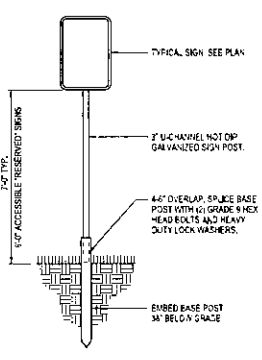 TYPICAL SIGN SEE PLAN
3" U-CHANNEL HOT DIP
GALVANIZED SIGN POST.
7'-0" TYP.
6'-0" ACCESSIBLE "RESERVED" SIGNS
4-6" OVERLAP, SPLICE BASE
POST WITH (2) GRADE 9 HEX
HEAD BOLTS AND HEAVY
DUTY LOCK WASHERS.
EMBED BASE POST
36" BELOW GRADE